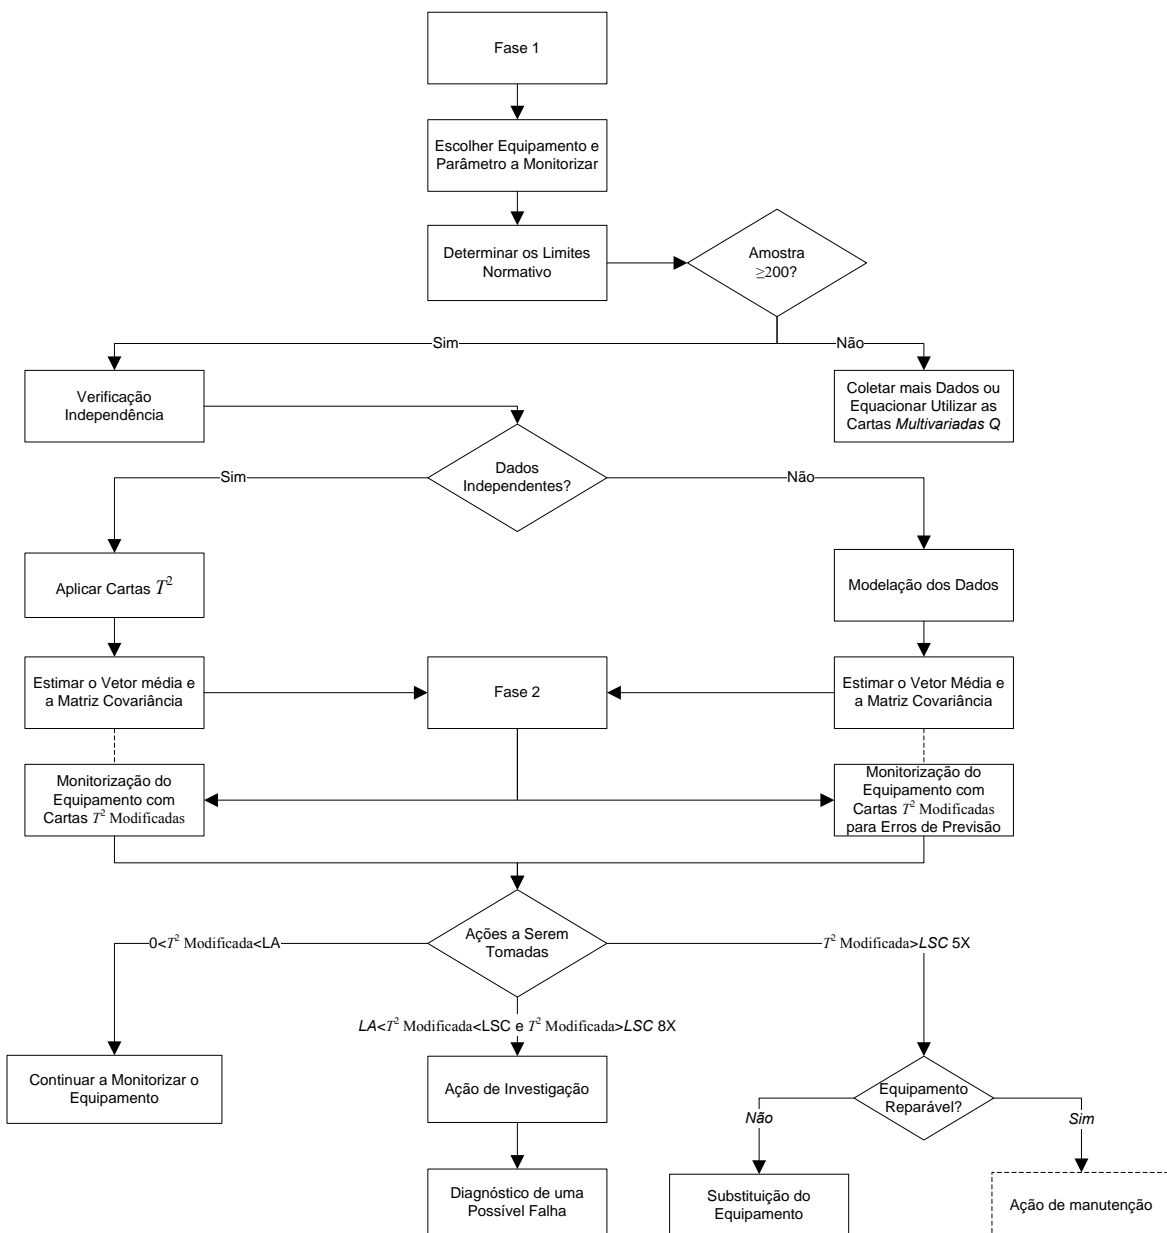 Fase 1
Escolher Equipamento e
Parâmetro a Monitorizar
Determinar os Limites
Normativo
Amostra
≥200?
Sim
Não
Verificação
Independência
Coletar mais Dados ou
Equacionar Utilizar as
Cartas Multivariadas Q
Dados
Independentes?
Sim
Não
Aplicar Cartas T²
Modelação dos Dados
Estimar o Vetor média e
a Matriz Covariância
Fase 2
Estimar o Vetor Média e
a Matriz Covariância
Monitorização do
Equipamento com
Cartas T² Modificadas
Monitorização do
Equipamento com
Cartas T² Modificadas
para Erros de Previsão
Ações a Serem
Tomadas
0<T² Modificada<LA
T² Modificada>LSC 5X
LA<T² Modificada<LSC e T² Modificada>LSC 8X
Continuar a Monitorizar o
Equipamento
Ação de Investigação
Equipamento
Reparável?
Não
Sim
Diagnóstico de uma
Possível Falha
Substituição do
Equipamento
Ação de manutenção